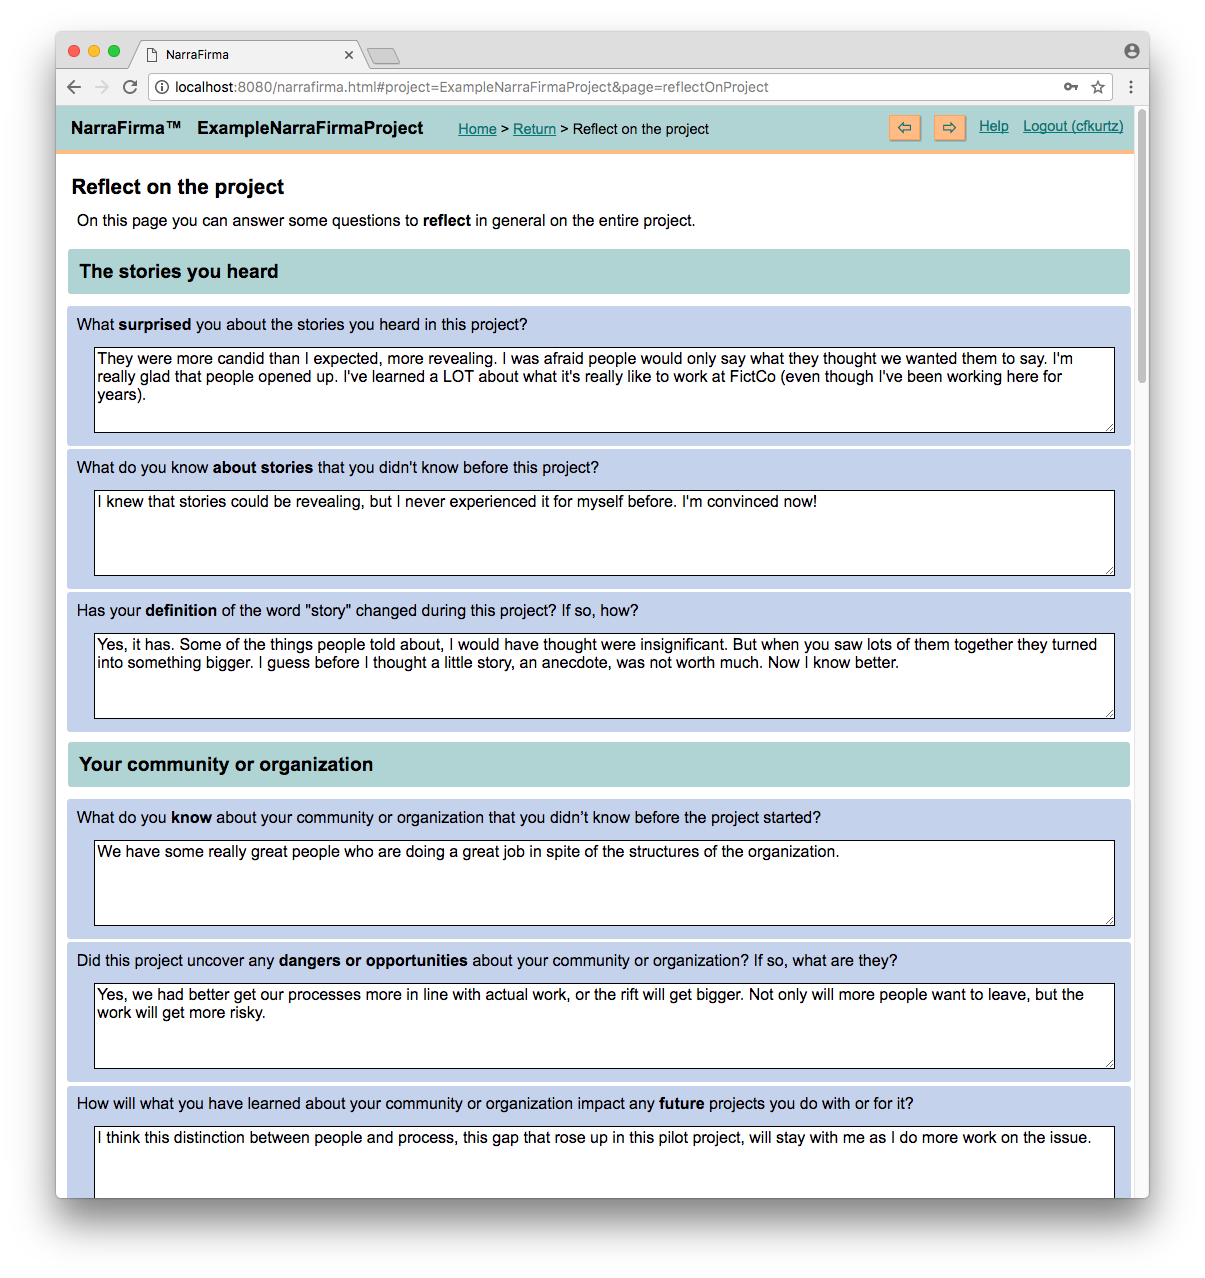 NarraFirma
localhost:8080/narrafirma.html#project=ExampleNarraFirmaProject&page=reflectOnProject
NarraFirma™ ExampleNarraFirmaProject Home > Return > Reflect on the project Help Logout (cfkurtz)
Reflect on the project
On this page you can answer some questions to reflect in general on the entire project.
The stories you heard
What surprised you about the stories you heard in this project?
They were more candid than I expected, more revealing. I was afraid people would only say what they thought we wanted them to say. I'm
really glad that people opened up. I've learned a LOT about what it's really like to work at FictCo (even though I've been working here for
years).
What do you know about stories that you didn't know before this project?
I knew that stories could be revealing, but I never experienced it for myself before. I'm convinced now!
Has your definition of the word "story" changed during this project? If so, how?
Yes, it has. Some of the things people told about, I would have thought were insignificant. But when you saw lots of them together they turned
into something bigger. I guess before I thought a little story, an anecdote, was not worth much. Now I know better.
Your community or organization
What do you know about your community or organization that you didn’t know before the project started?
We have some really great people who are doing a great job in spite of the structures of the organization.
Did this project uncover any dangers or opportunities about your community or organization? If so, what are they?
Yes, we had better get our processes more in line with actual work, or the rift will get bigger. Not only will more people want to leave, but the
work will get more risky.
How will what you have learned about your community or organization impact any future projects you do with or for it?
I think this distinction between people and process, this gap that rose up in this pilot project, will stay with me as I do more work on the issue.